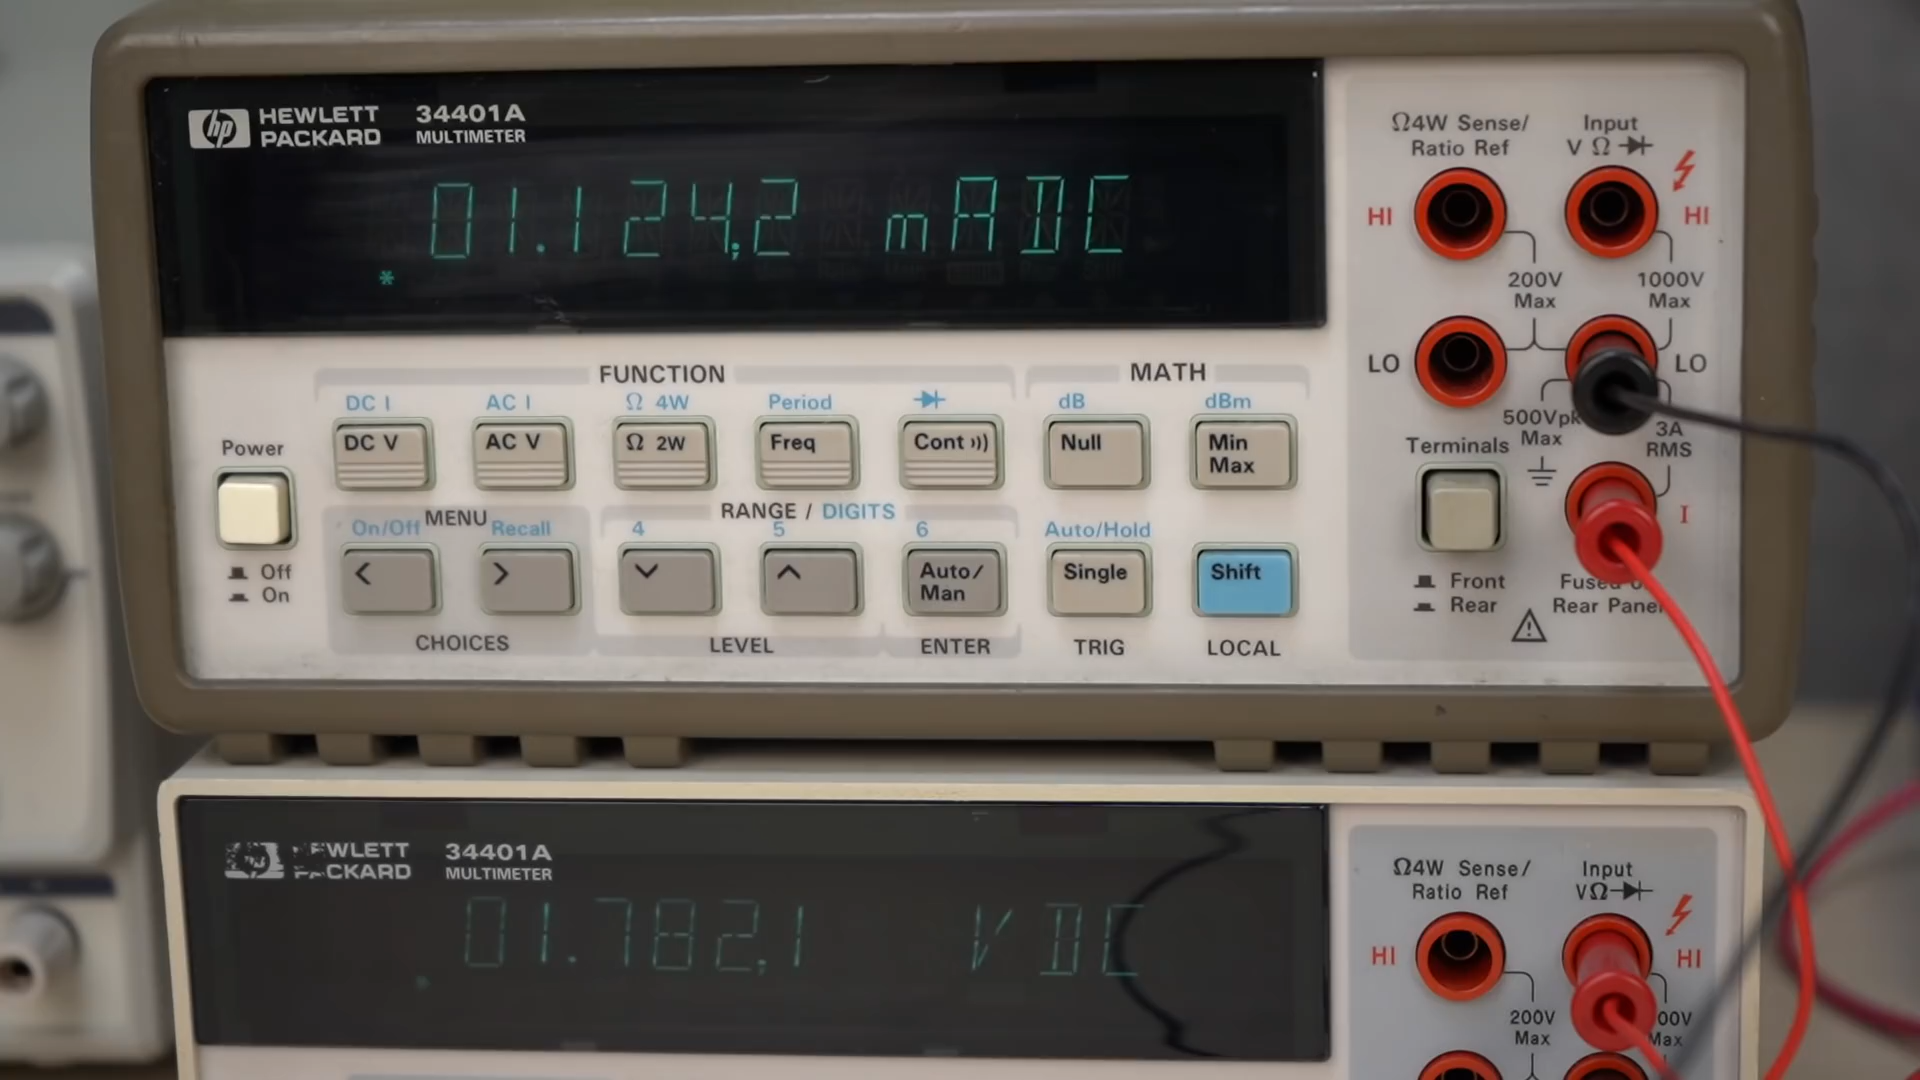 HEWLETT PACKARD
34401A
MULTIMETER
01.124,2 mADC
*
FUNCTION
MATH
DC I
AC I
Ω 4W
Period
dB
dBm
DC V
AC V
Ω 2W
Freq
Cont
Null
Min Max
Power
Off
On
MENU
RANGE / DIGITS
On/Off
Recall
4
5
6
Auto/Hold
<
>
Auto/ Man
Single
Shift
CHOICES
LEVEL
ENTER
TRIG
LOCAL
Ω4W Sense/
Ratio Ref
Input
V Ω
HI
HI
200V
Max
1000V
Max
LO
LO
500Vpk
Max
3A
RMS
Terminals
I
Front
Rear
Fused
Rear Panel
HP
HEWLETT PACKARD
34401A
MULTIMETER
01.782,1 VDC
Ω4W Sense/
Ratio Ref
Input
VΩ
HI
HI
200V
Max
Max